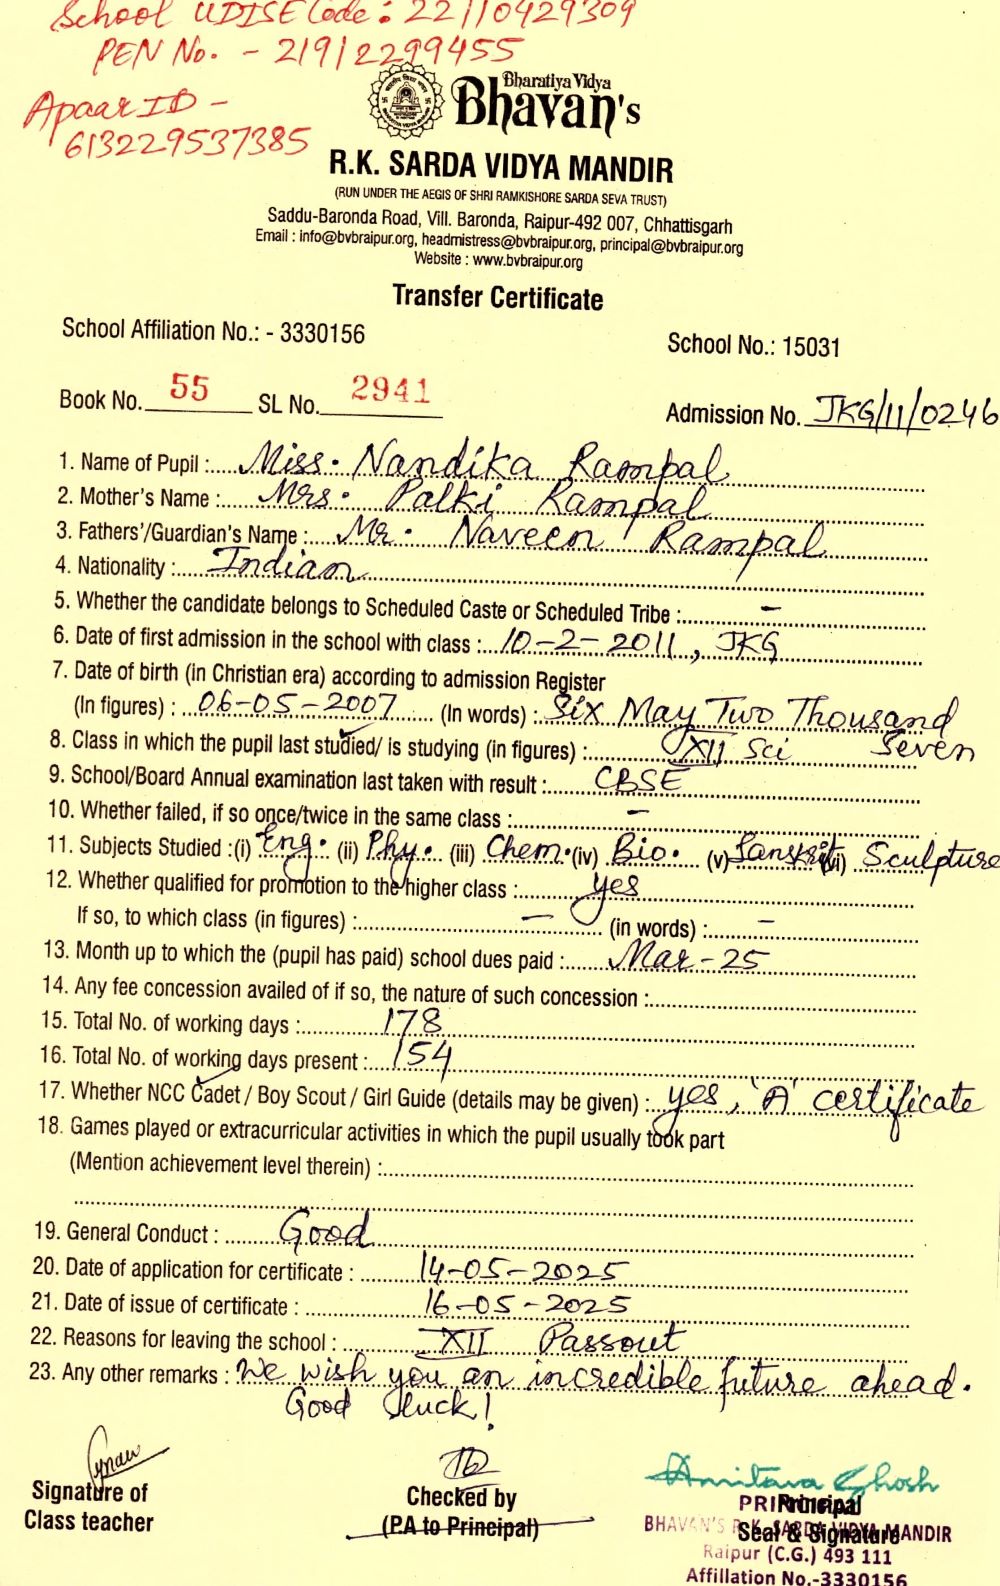 School UDISE Code: 22110429309
PEN No. - 21912299455
Apaar ID -
613229537385
Bharatiya Vidya
Bhavan's
R.K. SARDA VIDYA MANDIR
(RUN UNDER THE AEGIS OF SHRI RAMKISHORE SARDA SEVA TRUST)
Saddu-Baronda Road, Vill. Baronda, Raipur-492 007, Chhattisgarh
Email : info@bvbraipur.org, headmistress@bvbraipur.org, principal@bvbraipur.org
Website : www.bvbraipur.org
Transfer Certificate
School Affiliation No.: - 3330156
School No.: 15031
Book No. 55 SL No. 2941
Admission No. JKG/11/0246
1. Name of Pupil : Miss. Nandika Rampal
2. Mother's Name : Mrs. Palki Rampal
3. Fathers'/Guardian's Name : Mr. Naveen Rampal
4. Nationality : Indian
5. Whether the candidate belongs to Scheduled Caste or Scheduled Tribe : -
6. Date of first admission in the school with class : 10-2-2011, JKG
7. Date of birth (in Christian era) according to admission Register
(In figures) : 06-05-2007 (In words) : Six May Two Thousand Seven
8. Class in which the pupil last studied/ is studying (in figures) : XII Sci
9. School/Board Annual examination last taken with result : CBSE
10. Whether failed, if so once/twice in the same class : -
11. Subjects Studied :(i) Eng. (ii) Phy. (iii) Chem. (iv) Bio. (v) Sanskrit (vi) Sculpture
12. Whether qualified for promotion to the higher class : yes
If so, to which class (in figures) : - (in words) : -
13. Month up to which the (pupil has paid) school dues paid : Mar-25
14. Any fee concession availed of if so, the nature of such concession :
15. Total No. of working days : 178
16. Total No. of working days present : 154
17. Whether NCC Cadet / Boy Scout / Girl Guide (details may be given) : yes, 'A' certificate
18. Games played or extracurricular activities in which the pupil usually took part
(Mention achievement level therein) :
19. General Conduct : Good
20. Date of application for certificate : 14-05-2025
21. Date of issue of certificate : 16-05-2025
22. Reasons for leaving the school : XII Passout
23. Any other remarks : We wish you an incredible future ahead.
Good luck!
Signature of
Class teacher
Checked by
(P.A to Principal)
Amitava Ghosh
Principal
Seal & Signature
PRINCIPAL
BHAVAN'S R.K. SARDA VIDYA MANDIR
Raipur (C.G.) 493 111
Affillation No.-3330156